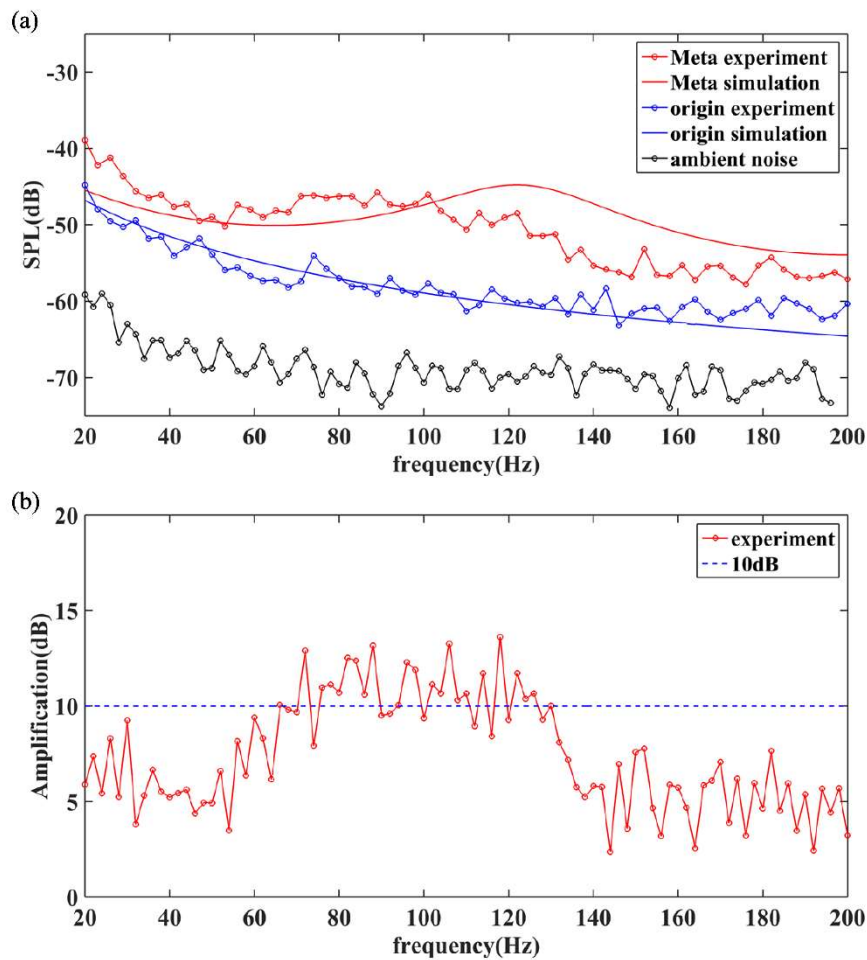 (a)
-30
-40
-50
-60
-70
SPL(dB)
Meta experiment
Meta simulation
origin experiment
origin simulation
ambient noise
20 40 60 80 100 120 140 160 180 200
frequency(Hz)
(b)
20
15
10
5
0
Amplification(dB)
experiment
10dB
20 40 60 80 100 120 140 160 180 200
frequency(Hz)